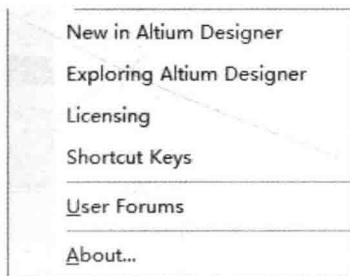 New in Altium Designer
Exploring Altium Designer
Licensing
Shortcut Keys
User Forums
About...